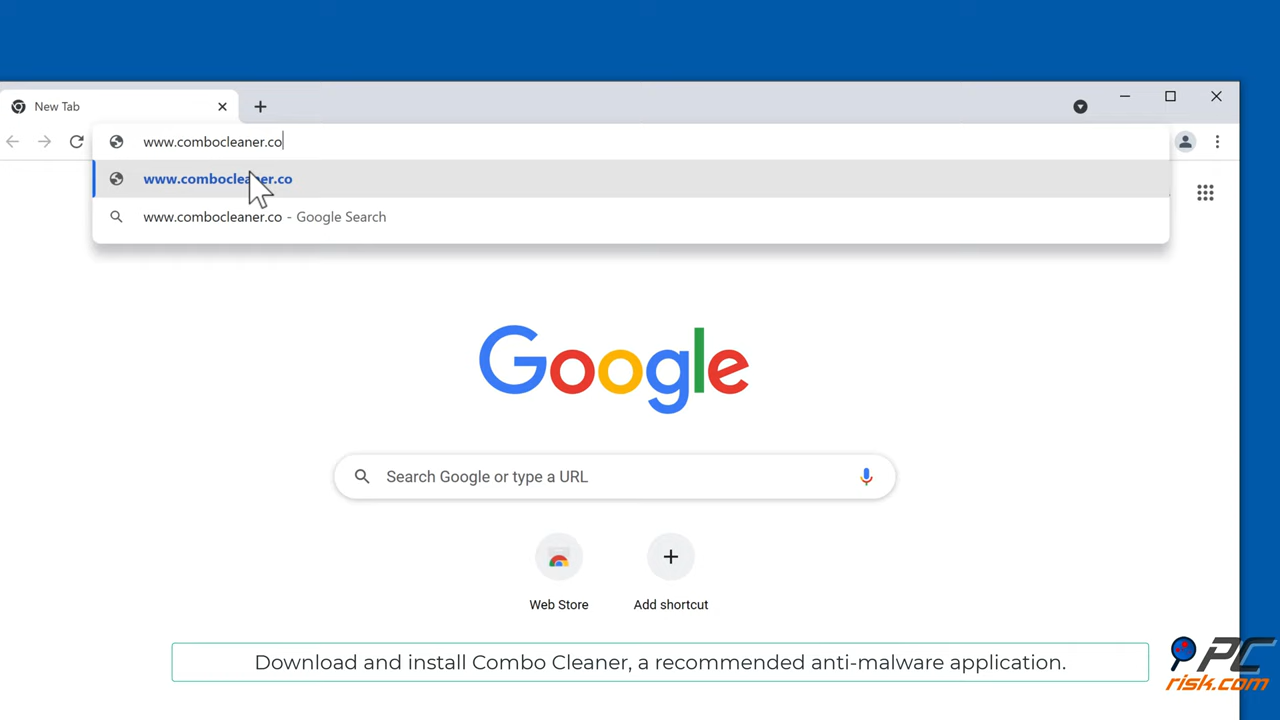 New Tab
www.combocleaner.co
www.combocleaner.co
www.combocleaner.co - Google Search
Google
Search Google or type a URL
Web Store
Add shortcut
Download and install Combo Cleaner, a recommended anti-malware application.
PC
risk.com